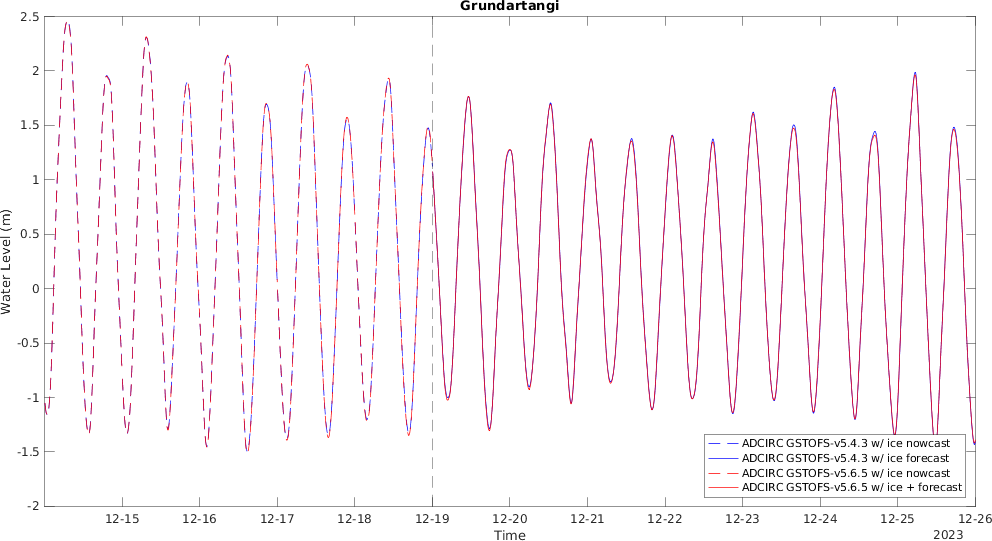 Grundartangi
2.5
2
1.5
1
0.5
0
-0.5
-1
-1.5
-2
Water Level (m)
12-15 12-16 12-17 12-18 12-19 12-20 12-21 12-22 12-23 12-24 12-25 12-26
Time
2023
ADCIRC GSTOFS-v5.4.3 w/ ice nowcast
ADCIRC GSTOFS-v5.4.3 w/ ice forecast
ADCIRC GSTOFS-v5.6.5 w/ ice nowcast
ADCIRC GSTOFS-v5.6.5 w/ ice + forecast